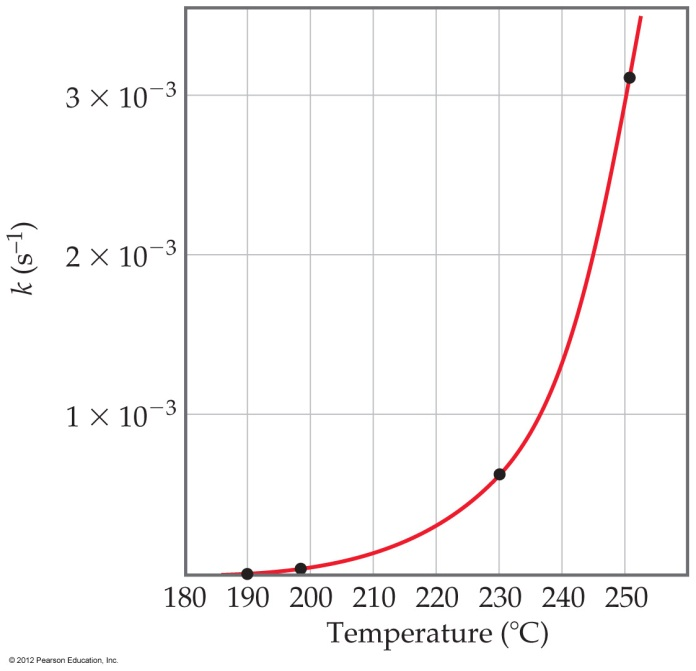 3 × 10⁻³
2 × 10⁻³
k (s⁻¹)
1 × 10⁻³
180 190 200 210 220 230 240 250
Temperature (°C)
© 2012 Pearson Education, Inc.